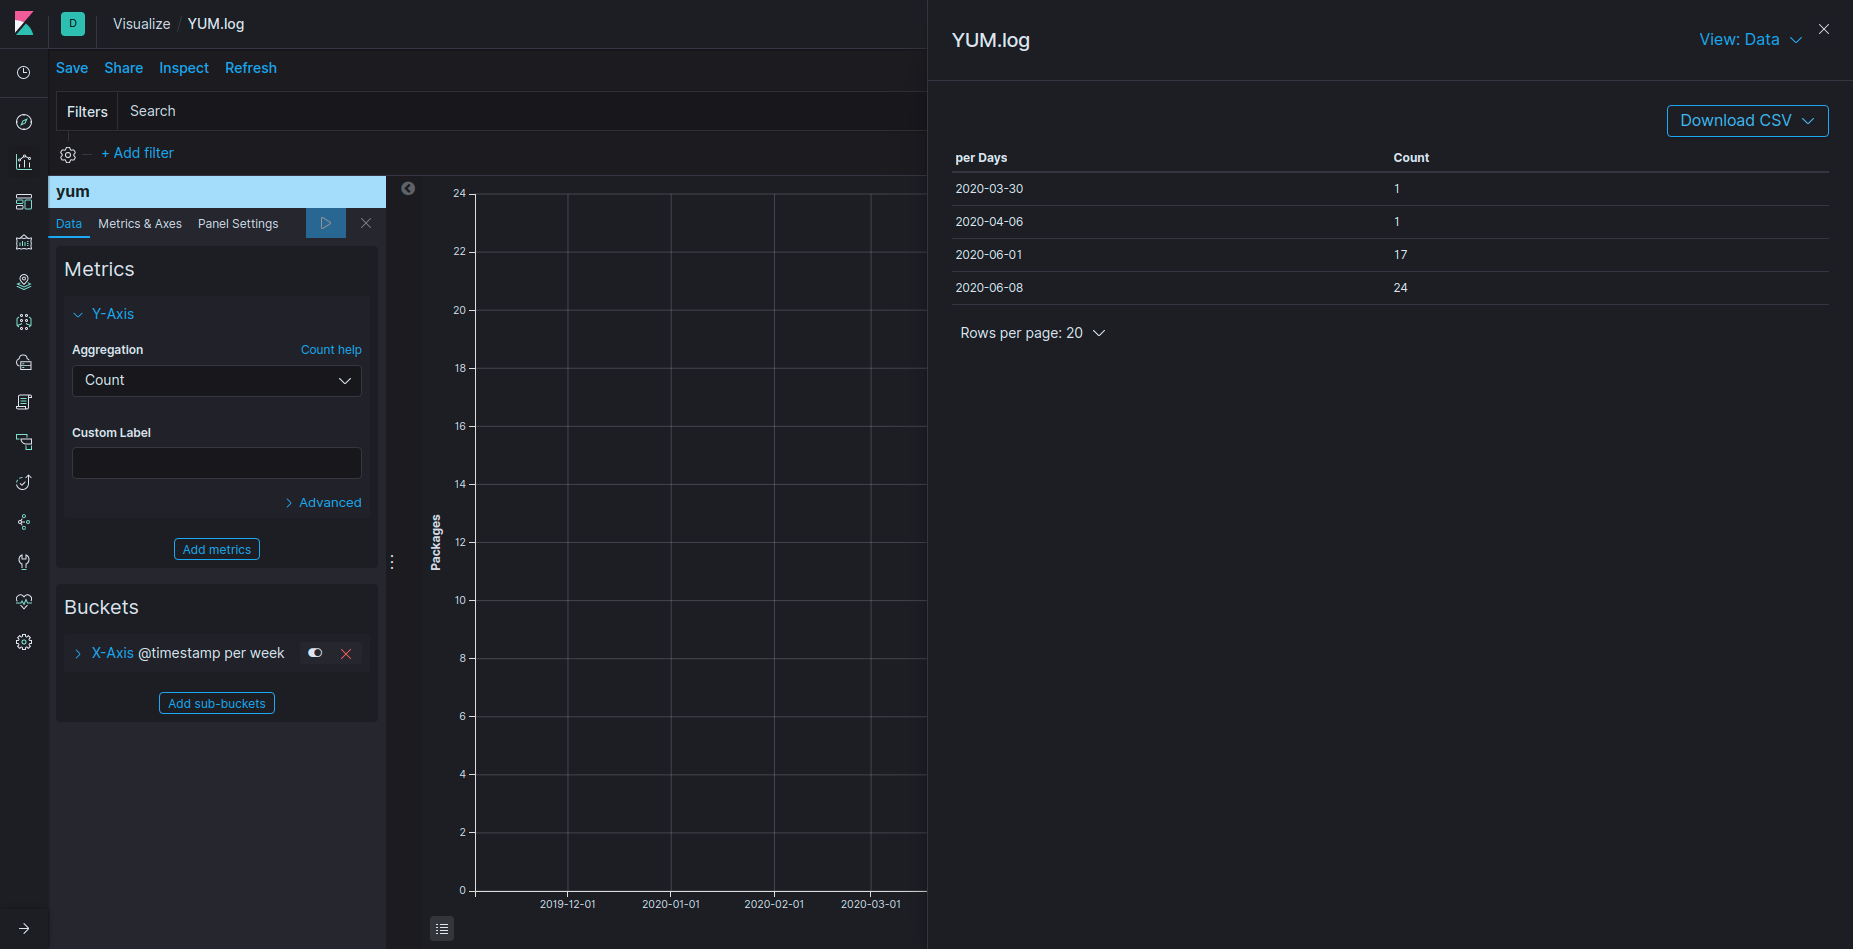 D Visualize / YUM.log
Save Share Inspect Refresh
Filters Search
+ Add filter
yum
Data Metrics & Axes Panel Settings
Metrics
Y-Axis
Aggregation Count help
Count
Custom Label
Advanced
Add metrics
Buckets
X-Axis @timestamp per week
Add sub-buckets
Packages
24
22
20
18
16
14
12
10
8
6
4
2
0
2019-12-01 2020-01-01 2020-02-01 2020-03-01
YUM.log
View: Data
Download CSV
per Days Count
2020-03-30 1
2020-04-06 1
2020-06-01 17
2020-06-08 24
Rows per page: 20